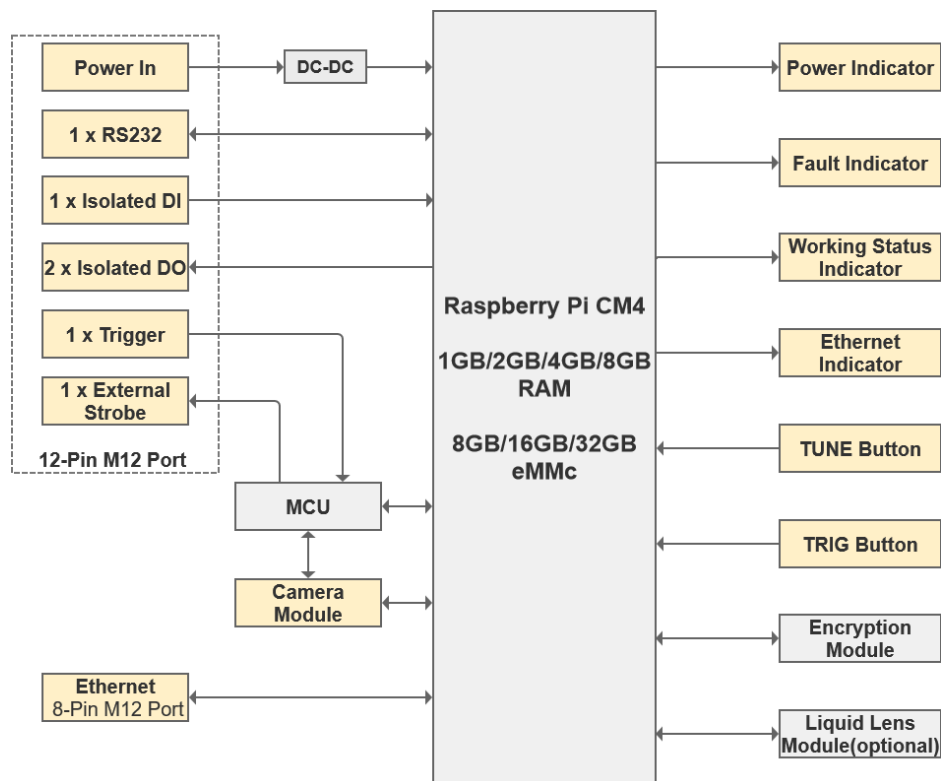 Power In
DC-DC
1 x RS232
1 x Isolated DI
2 x Isolated DO
1 x Trigger
1 x External
Strobe
12-Pin M12 Port
MCU
Camera
Module
Ethernet
8-Pin M12 Port
Raspberry Pi CM4
1GB/2GB/4GB/8GB
RAM
8GB/16GB/32GB
eMMc
Power Indicator
Fault Indicator
Working Status
Indicator
Ethernet
Indicator
TUNE Button
TRIG Button
Encryption
Module
Liquid Lens
Module(optional)